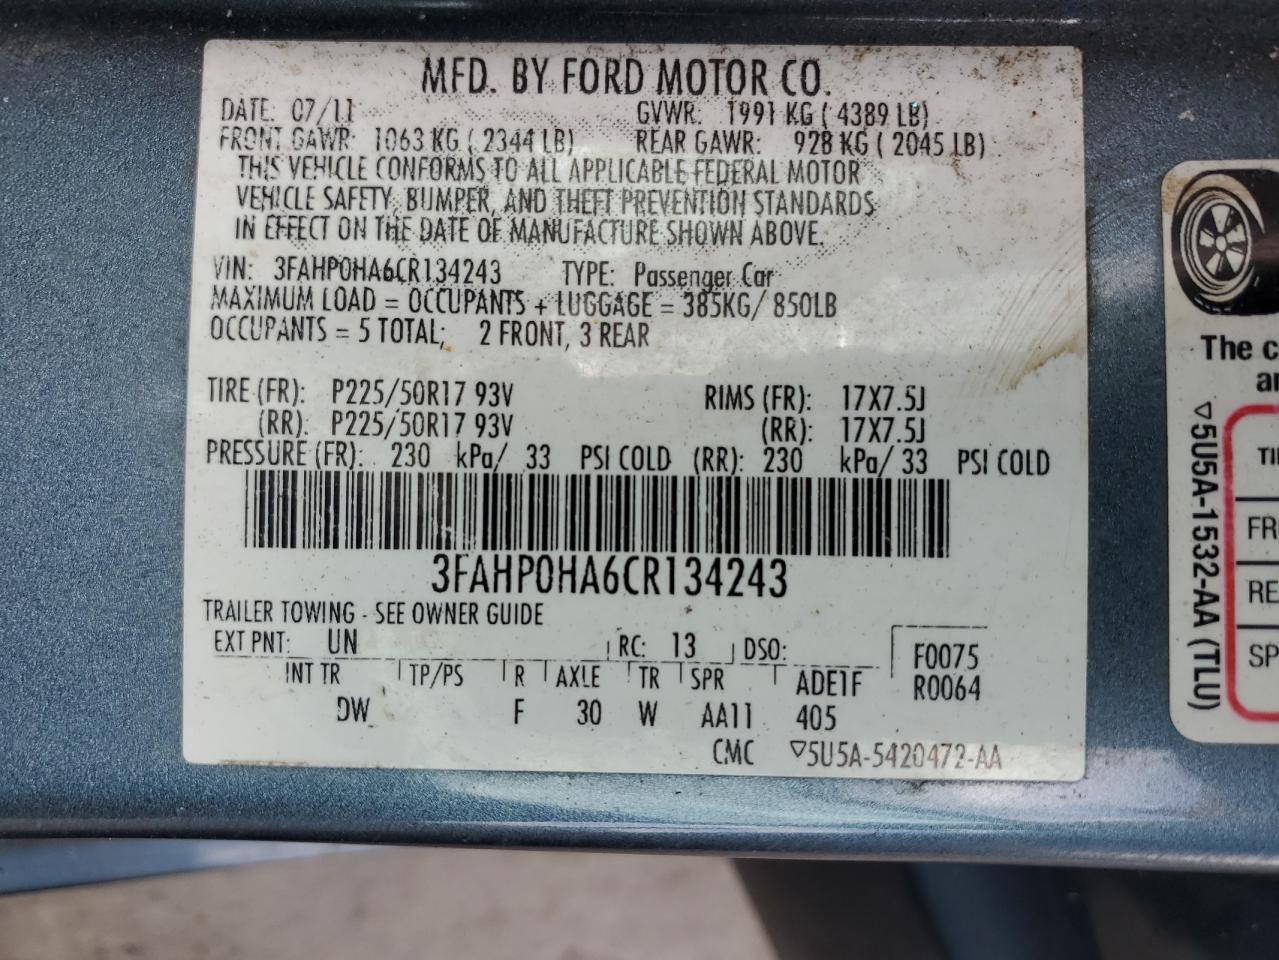 MFD. BY FORD MOTOR CO.
DATE: 07/11 GVWR: 1991 KG ( 4389 LB)
FRONT GAWR: 1063 KG ( 2344 LB) REAR GAWR: 928 KG ( 2045 LB)
THIS VEHICLE CONFORMS TO ALL APPLICABLE FEDERAL MOTOR
VEHICLE SAFETY, BUMPER, AND THEFT PREVENTION STANDARDS
IN EFFECT ON THE DATE OF MANUFACTURE SHOWN ABOVE.
VIN: 3FAHP0HA6CR134243 TYPE: Passenger Car
MAXIMUM LOAD = OCCUPANTS + LUGGAGE = 385KG/ 850LB
OCCUPANTS = 5 TOTAL; 2 FRONT, 3 REAR
TIRE (FR): P225/50R17 93V RIMS (FR): 17X7.5J
(RR): P225/50R17 93V (RR): 17X7.5J
PRESSURE (FR): 230 kPa/ 33 PSI COLD (RR): 230 kPa/ 33 PSI COLD
3FAHP0HA6CR134243
TRAILER TOWING - SEE OWNER GUIDE
EXT PNT: UN RC: 13 DSO: F0075
INT TR TP/PS R AXLE TR SPR ADE1F R0064
DW F 30 W AA11 405
CMC ▽5U5A-5420472-AA
The c
an
▽5U5A-1532-AA (TLU)
TI
FR
RE
SP